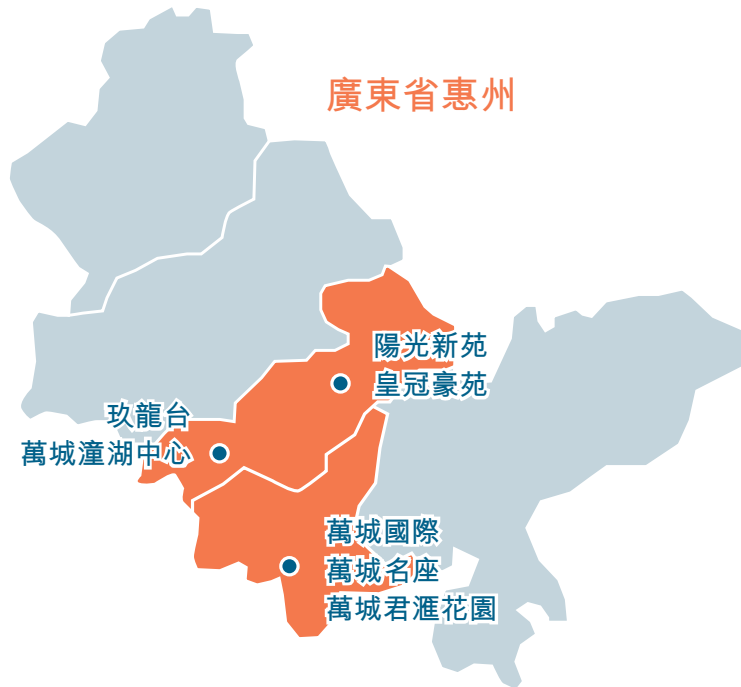 廣東省惠州
陽光新苑
皇冠豪苑
玖龍台
萬城潼湖中心
萬城國際
萬城名座
萬城君滙花園